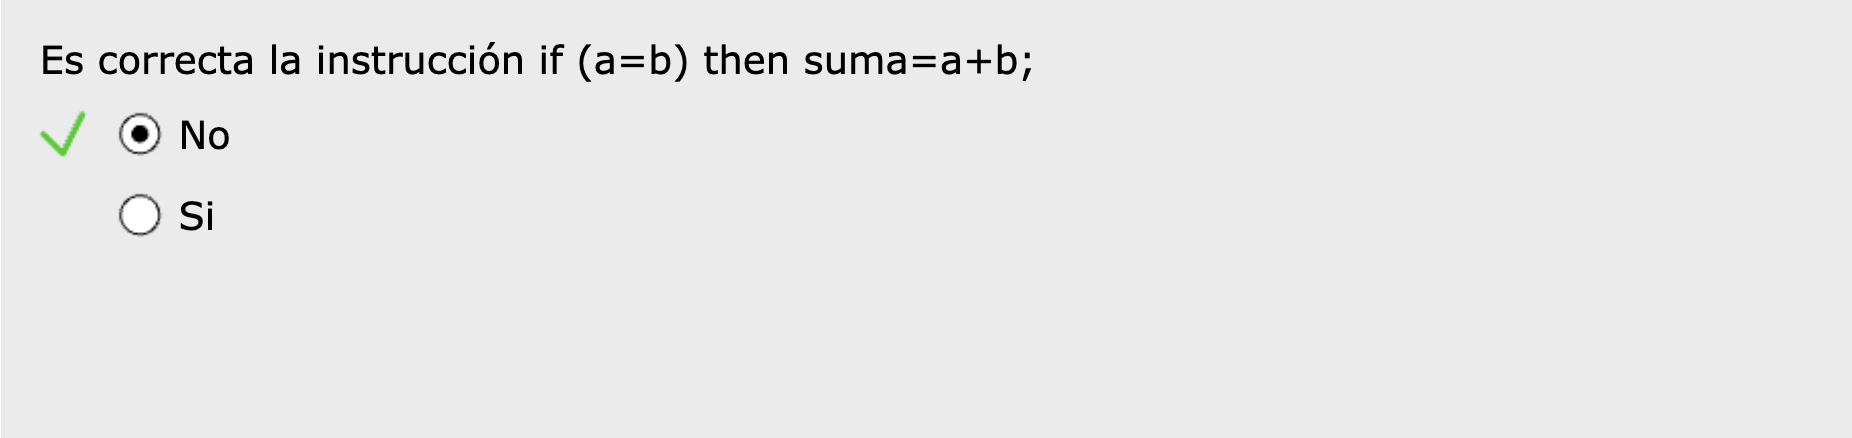 Es correcta la instrucción if (a=b) then suma=a+b;
No
Si